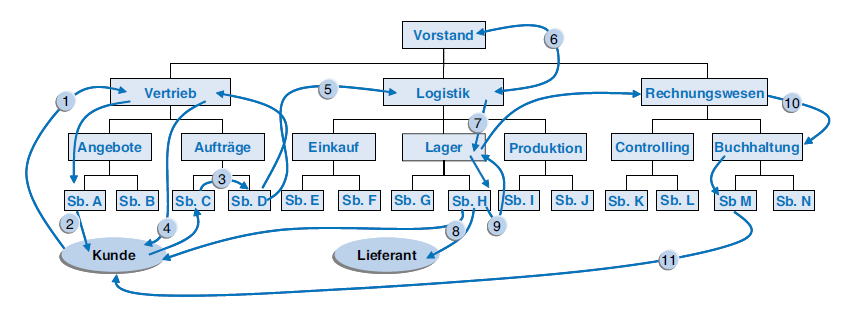 Vorstand
6
1
Vertrieb
5
Logistik
Rechnungswesen
10
7
Angebote
Aufträge
Einkauf
Lager
Produktion
Controlling
Buchhaltung
3
Sb. A
Sb. B
Sb. C
Sb. D
Sb. E
Sb. F
Sb. G
Sb. H
Sb. I
Sb. J
Sb. K
Sb. L
Sb M
Sb. N
2
4
8
9
Kunde
Lieferant
11